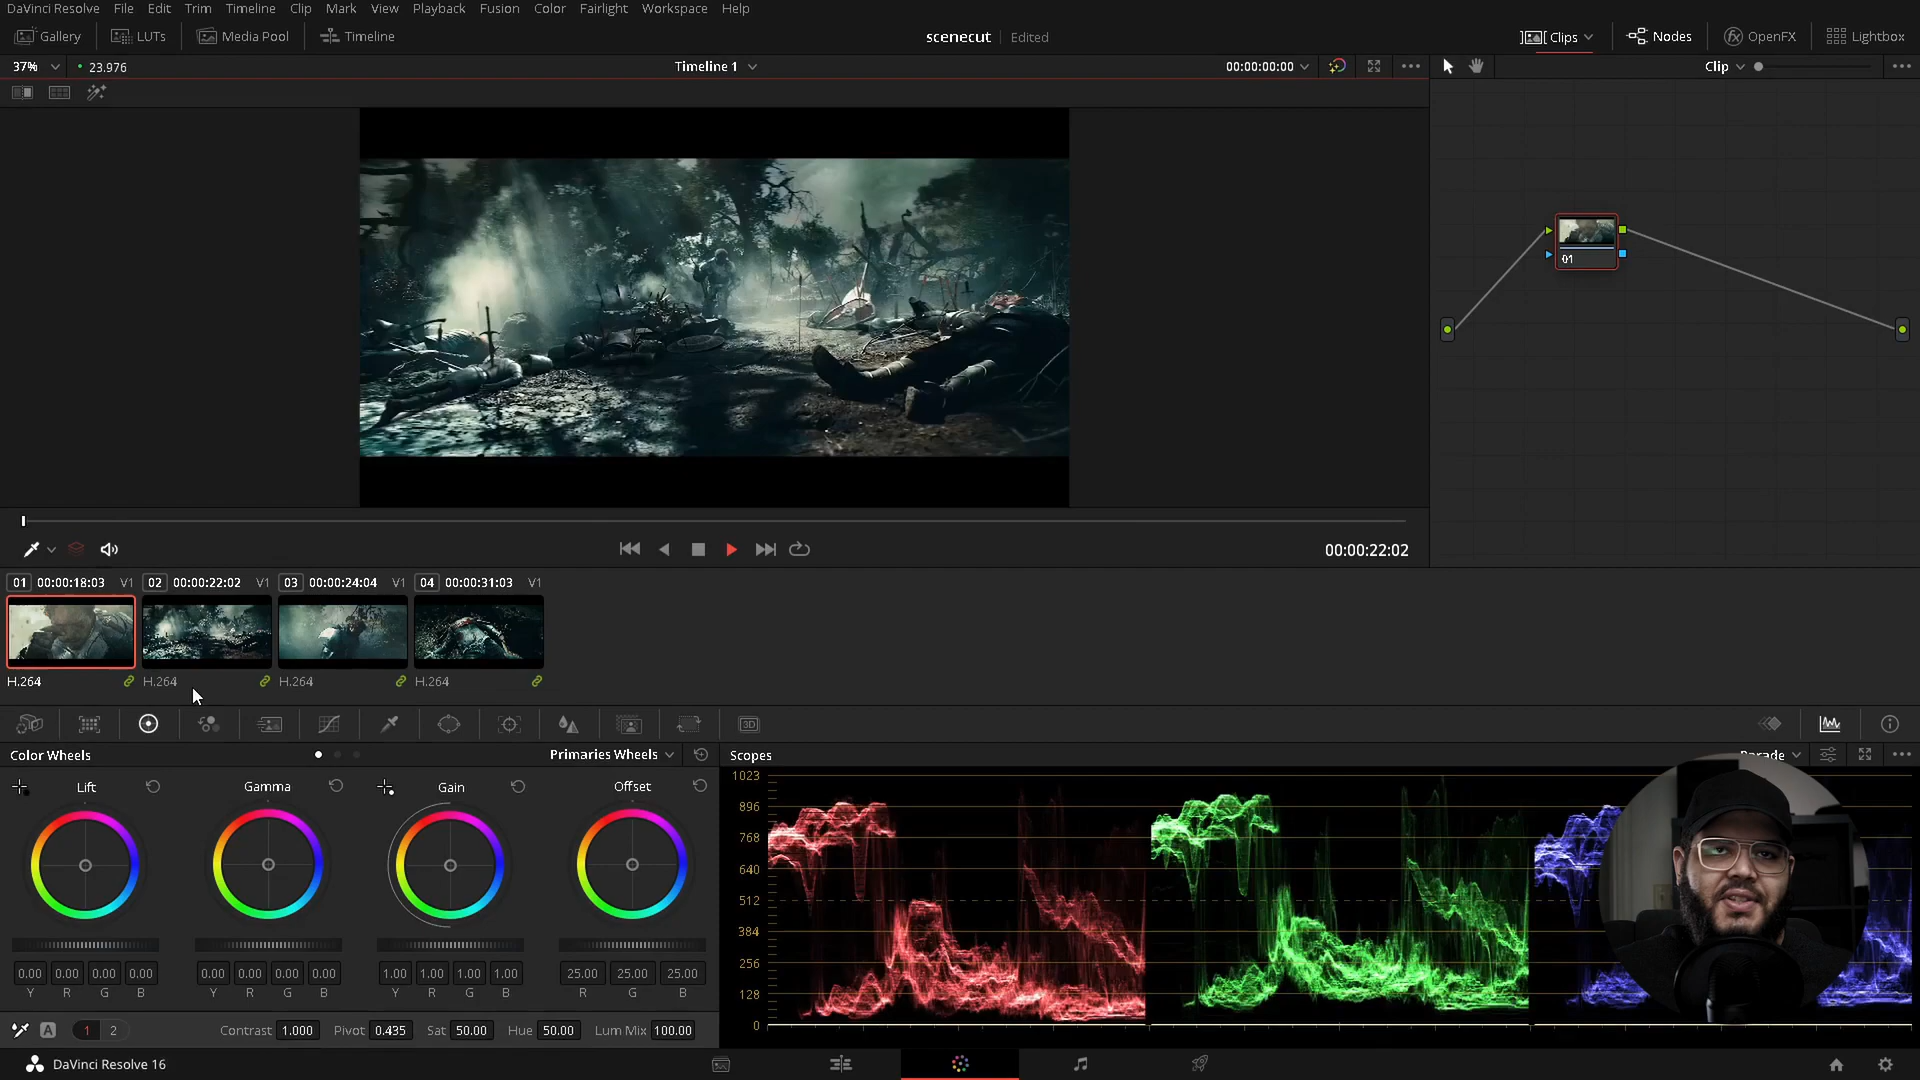 DaVinci Resolve File Edit Trim Timeline Clip Mark View Playback Fusion Color Fairlight Workspace Help
Gallery LUTs Media Pool Timeline scenecut Edited Clips Nodes OpenFX Lightbox
37% 23.976 Timeline 1 00:00:00:00 Clip
01
00:00:22:02
01 00:00:18:03 V1 02 00:00:22:02 V1 03 00:00:24:04 V1 04 00:00:31:03 V1
H.264 H.264 H.264 H.264
3D
Color Wheels Primaries Wheels Scopes Parade
Lift Gamma Gain Offset
1023
896
768
640
512
384
256
128
0
0.00 0.00 0.00 0.00 0.00 0.00 0.00 0.00 1.00 1.00 1.00 1.00 25.00 25.00 25.00
Y R G B Y R G B Y R G B R G B
A 1 2 Contrast 1.000 Pivot 0.435 Sat 50.00 Hue 50.00 Lum Mix 100.00
DaVinci Resolve 16